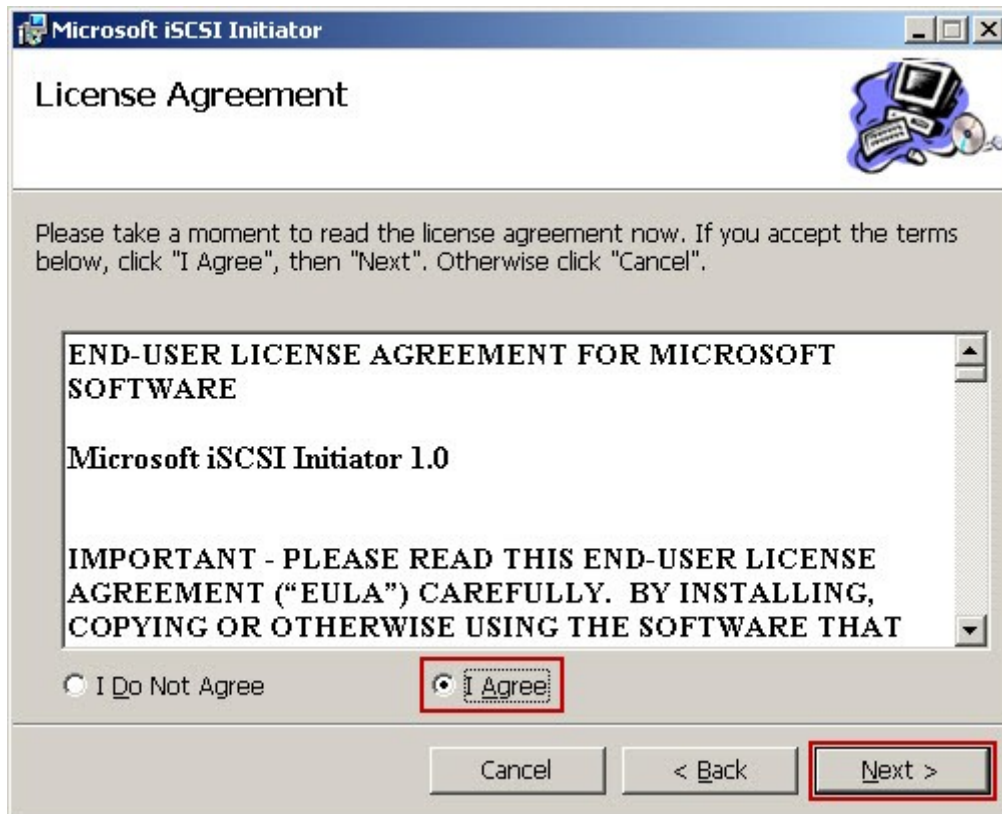 Microsoft iSCSI Initiator
License Agreement
Please take a moment to read the license agreement now. If you accept the terms
below, click "I Agree", then "Next". Otherwise click "Cancel".
END-USER LICENSE AGREEMENT FOR MICROSOFT
SOFTWARE
Microsoft iSCSI Initiator 1.0
IMPORTANT - PLEASE READ THIS END-USER LICENSE
AGREEMENT (“EULA”) CAREFULLY.  BY INSTALLING,
COPYING OR OTHERWISE USING THE SOFTWARE THAT
I Do Not Agree
I Agree
Cancel
< Back
Next >